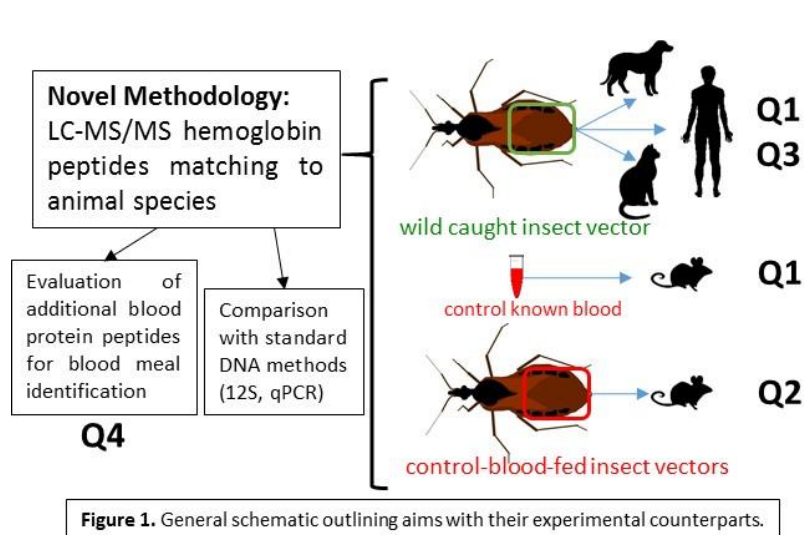 Novel Methodology:
LC-MS/MS hemoglobin
peptides matching to
animal species
Evaluation of
additional blood
protein peptides
for blood meal
identification
Q4
Comparison
with standard
DNA methods
(12S, qPCR)
Q1
Q3
wild caught insect vector
Q1
control known blood
Q2
control-blood-fed insect vectors
Figure 1. General schematic outlining aims with their experimental counterparts.